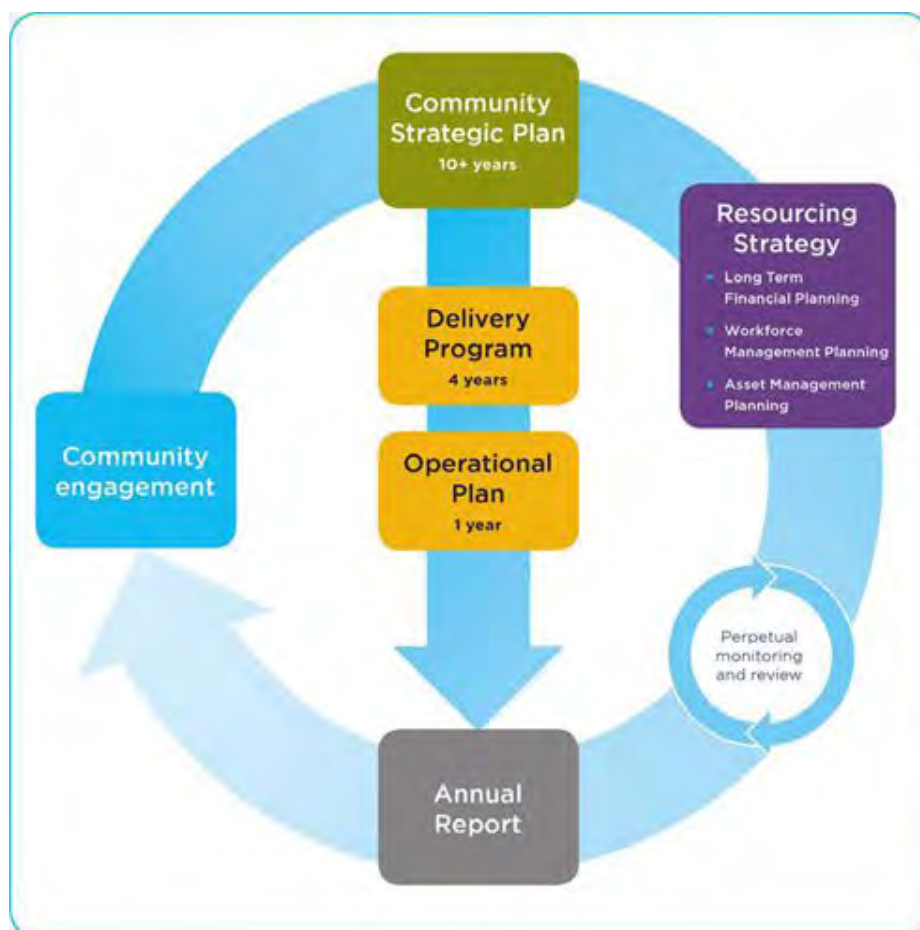 Community
Strategic Plan
10+ years
Resourcing
Strategy
Long Term
Financial Planning
Workforce
Management Planning
Asset Management
Planning
Delivery
Program
4 years
Community
engagement
Operational
Plan
1 year
Perpetual
monitoring
and review
Annual
Report